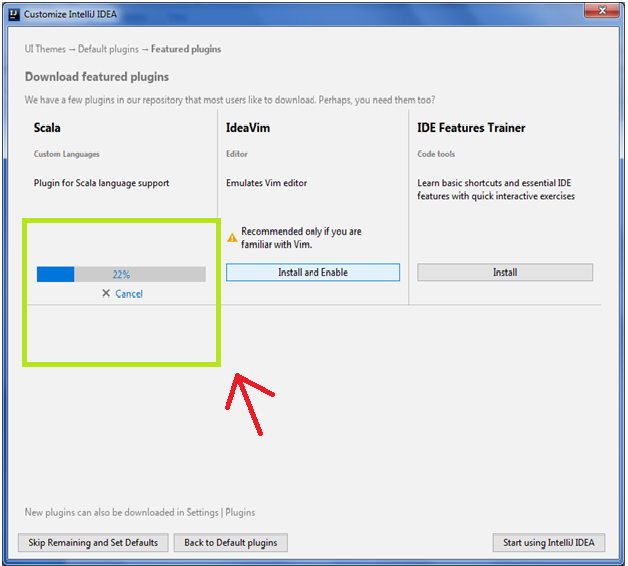 Customize IntelliJ IDEA
UI Themes → Default plugins → Featured plugins
Download featured plugins
We have a few plugins in our repository that most users like to download. Perhaps, you need them too?
Scala
Custom Languages
Plugin for Scala language support
22%
Cancel
IdeaVim
Editor
Emulates Vim editor
Recommended only if you are
familiar with Vim.
Install and Enable
IDE Features Trainer
Code tools
Learn basic shortcuts and essential IDE
features with quick interactive exercises
Install
New plugins can also be downloaded in Settings | Plugins
Skip Remaining and Set Defaults
Back to Default plugins
Start using IntelliJ IDEA